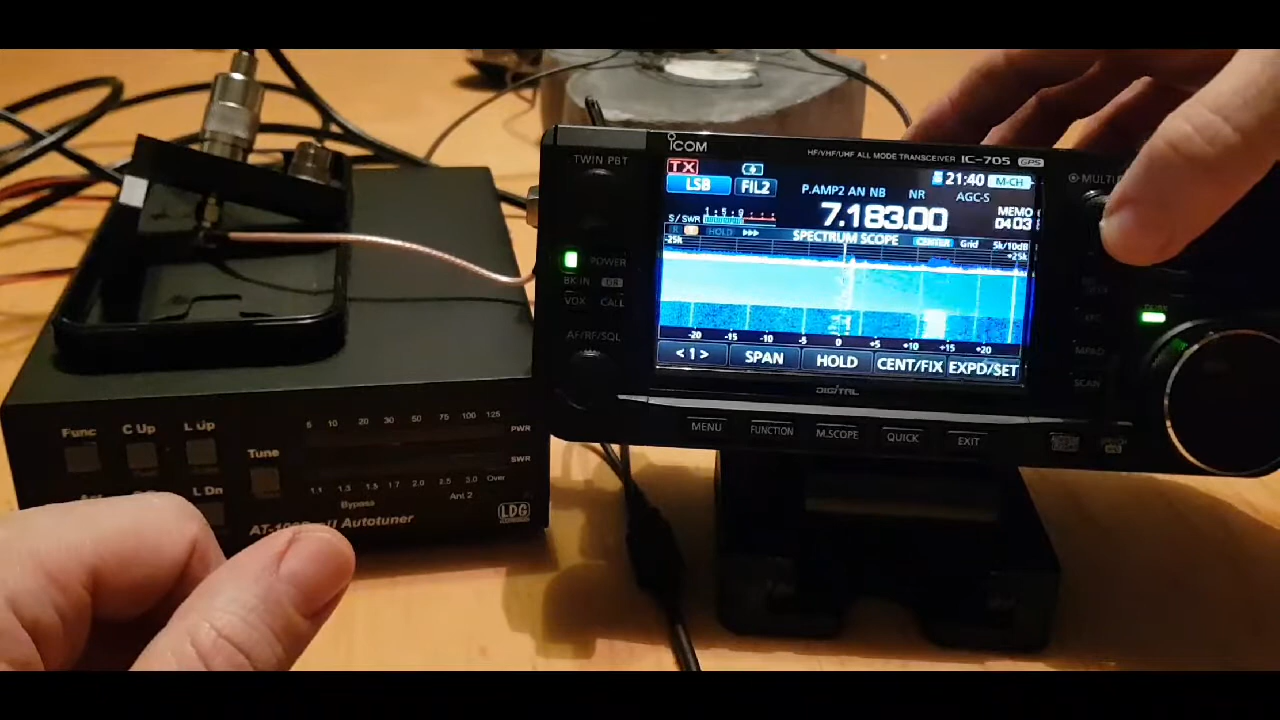 ICOM
HF/VHF/UHF ALL MODE TRANSCEIVER IC-705 GPS
TWIN PBT
TX
21:40 M-CH
LSB FIL2
P.AMP2 AN NB NR
AGC-S
7.183.00
MEMO
0403
S/SWR 1·5·9
HOLD
SPECTRUM SCOPE CENTER Grid 5k/10dB
-25k
+25k
-20 -15 -10 -5 0 +5 +10 +15 +20
< 1 > SPAN HOLD CENT/FIX EXPD/SET
DIGITAL
POWER
BK IN
VOX CALL
AF/RF/SQL
MENU FUNCTION M.SCOPE QUICK EXIT
MPAD
SCAN
Func C Up L Up
Tune
L Dn
5 10 20 30 50 75 100 125
PWR
SWR
1.1 1.3 1.5 1.7 2.0 2.5 3.0 Over
Bypass Ant 2
Autotuner
LDG